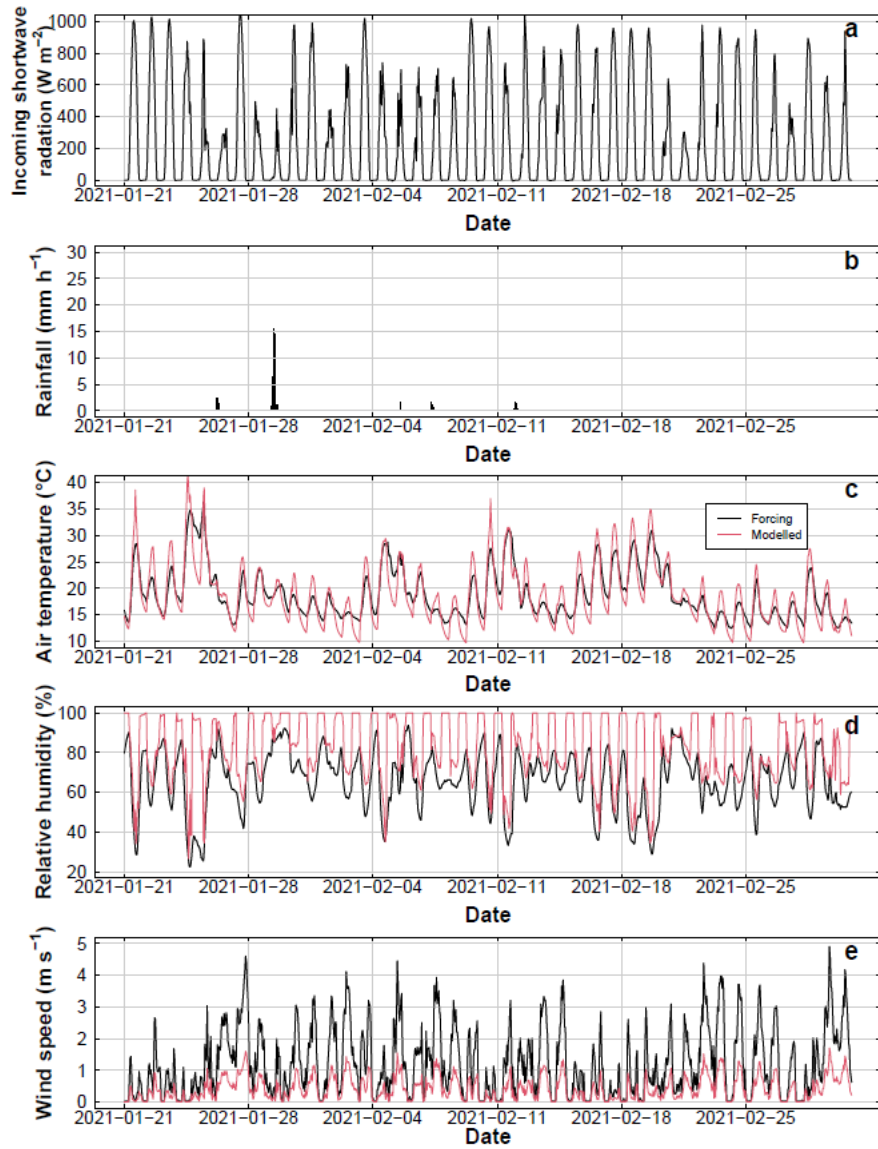 a
Incoming shortwave
radation (W m−2)
1000
800
600
400
200
0
2021−01−21 2021−01−28 2021−02−04 2021−02−11 2021−02−18 2021−02−25
Date
b
Rainfall (mm h−1)
30
25
20
15
10
5
0
2021−01−21 2021−01−28 2021−02−04 2021−02−11 2021−02−18 2021−02−25
Date
c
Air temperature (°C)
40
35
30
25
20
15
10
Forcing
Modelled
2021−01−21 2021−01−28 2021−02−04 2021−02−11 2021−02−18 2021−02−25
Date
d
Relative humidity (%)
100
80
60
40
20
2021−01−21 2021−01−28 2021−02−04 2021−02−11 2021−02−18 2021−02−25
Date
e
Wind speed (m s−1)
5
4
3
2
1
0
2021−01−21 2021−01−28 2021−02−04 2021−02−11 2021−02−18 2021−02−25
Date